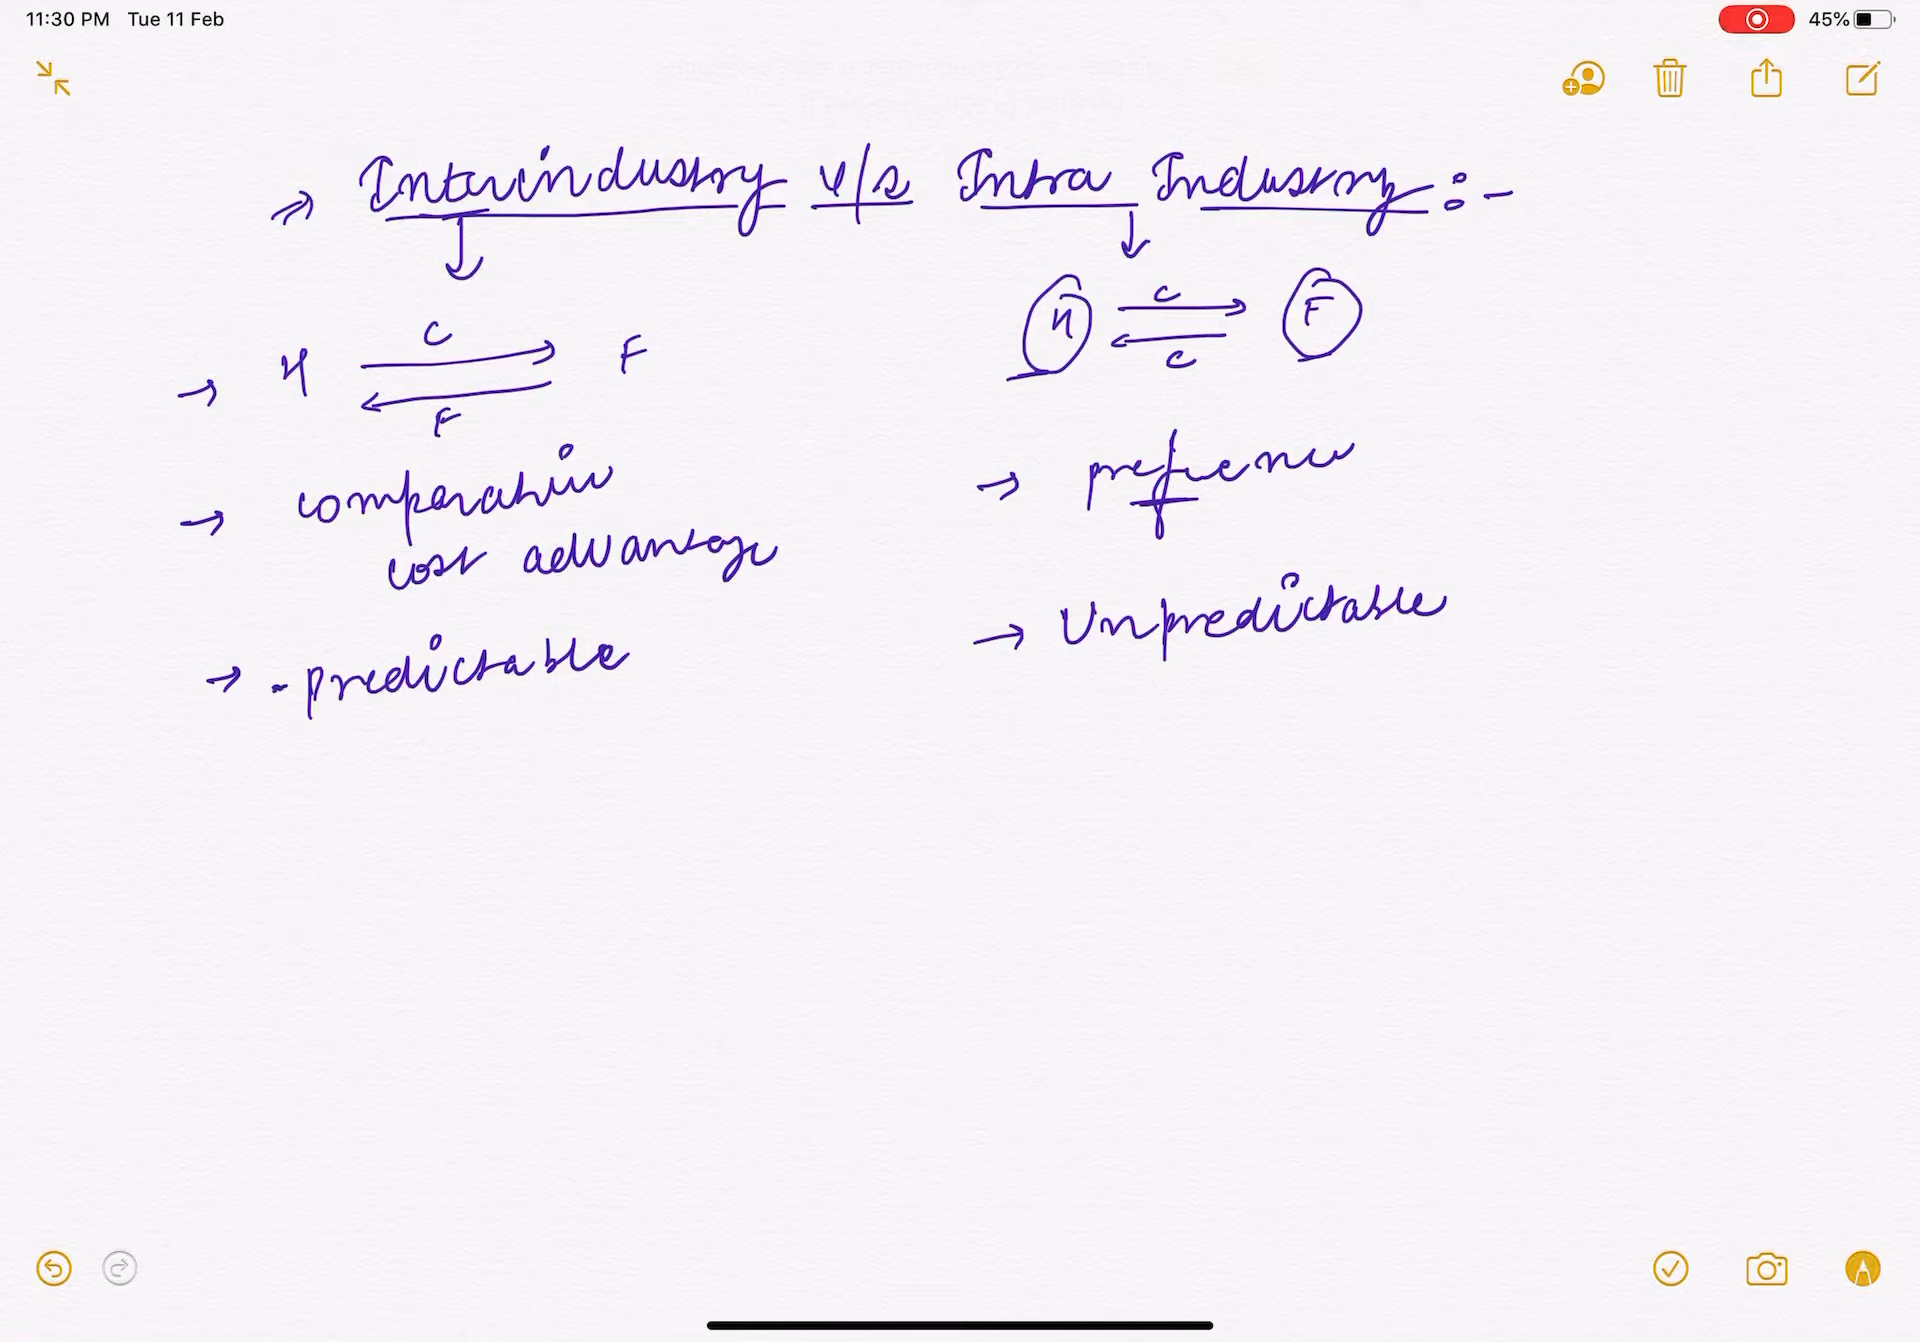 11:30 PM Tue 11 Feb
45%
⇒ Interindustry v/s Intra Industry :-
→ H C F
F
H C F
C
→ comparative
cost advantage
→ preference
→ - predictable
→ Unpredictable